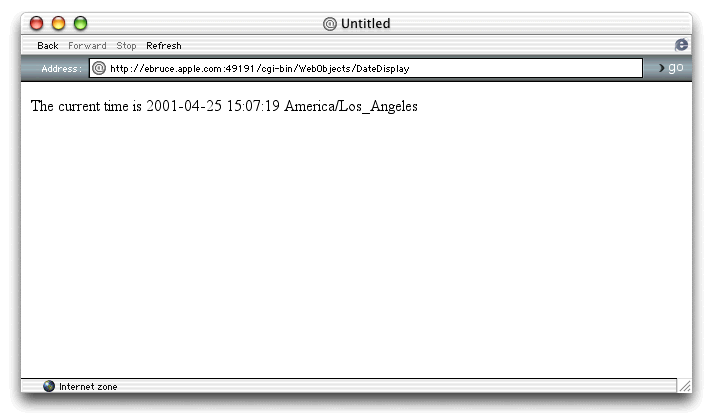 Untitled
Back Forward Stop Refresh
Address: http://ebruce.apple.com:49191/cgi-bin/WebObjects/DateDisplay go
The current time is 2001-04-25 15:07:19 America/Los_Angeles
Internet zone